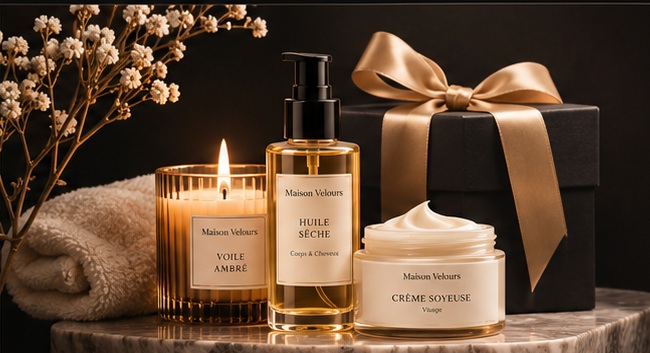 Maison Velours
VOILE
AMBRÉ
Maison Velours
HUILE
SÈCHE
Corps & Cheveux
Maison Velours
CRÈME SOYEUSE
Visage